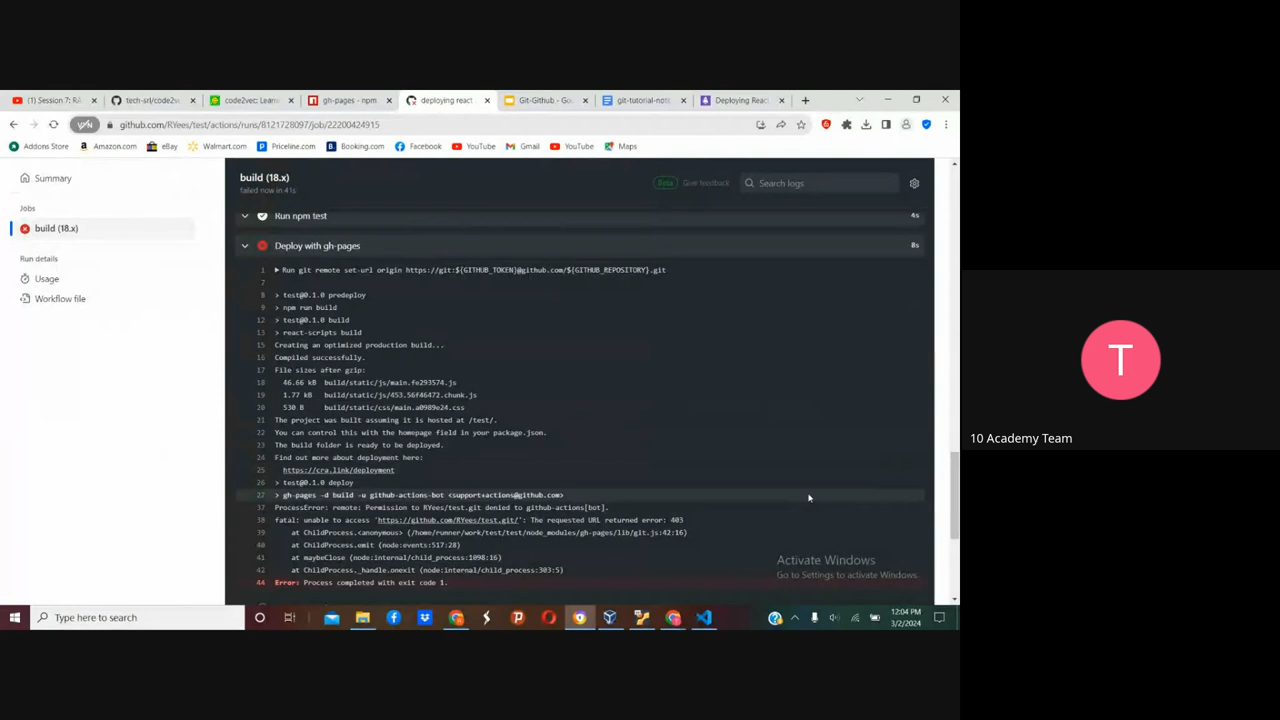 (1) Session 7: RA
tech-srl/code2v
code2vec: Learn
gh-pages - npm
deploying react
Git-Github - Go
git-tutorial-note
Deploying React
github.com/RYees/test/actions/runs/8121728097/job/22200424915
Addons Store
Amazon.com
eBay
Walmart.com
Priceline.com
Booking.com
Facebook
YouTube
Gmail
YouTube
Maps
Summary
Jobs
build (18.x)
Run details
Usage
Workflow file
build (18.x)
failed now in 41s
Beta
Give feedback
Search logs
Run npm test
4s
Deploy with gh-pages
8s
1 Run git remote set-url origin https://git:${GITHUB_TOKEN}@github.com/${GITHUB_REPOSITORY}.git
7
8 > test@0.1.0 predeploy
9 > npm run build
12 > test@0.1.0 build
13 > react-scripts build
15 Creating an optimized production build...
16 Compiled successfully.
17 File sizes after gzip:
18 46.66 kB build/static/js/main.fe293574.js
19 1.77 kB build/static/js/453.56f46472.chunk.js
20 530 B build/static/css/main.a0989e24.css
21 The project was built assuming it is hosted at /test/.
22 You can control this with the homepage field in your package.json.
23 The build folder is ready to be deployed.
24 Find out more about deployment here:
25 https://cra.link/deployment
26 > test@0.1.0 deploy
27 > gh-pages -d build -u github-actions-bot <support+actions@github.com>
37 ProcessError: remote: Permission to RYees/test.git denied to github-actions[bot].
38 fatal: unable to access 'https://github.com/RYees/test.git/': The requested URL returned error: 403
39 at ChildProcess.<anonymous> (/home/runner/work/test/test/node_modules/gh-pages/lib/git.js:42:16)
40 at ChildProcess.emit (node:events:517:28)
41 at maybeClose (node:internal/child_process:1098:16)
42 at ChildProcess._handle.onexit (node:internal/child_process:303:5)
44 Error: Process completed with exit code 1.
Activate Windows
Go to Settings to activate Windows.
Type here to search
12:04 PM
3/2/2024
T
10 Academy Team